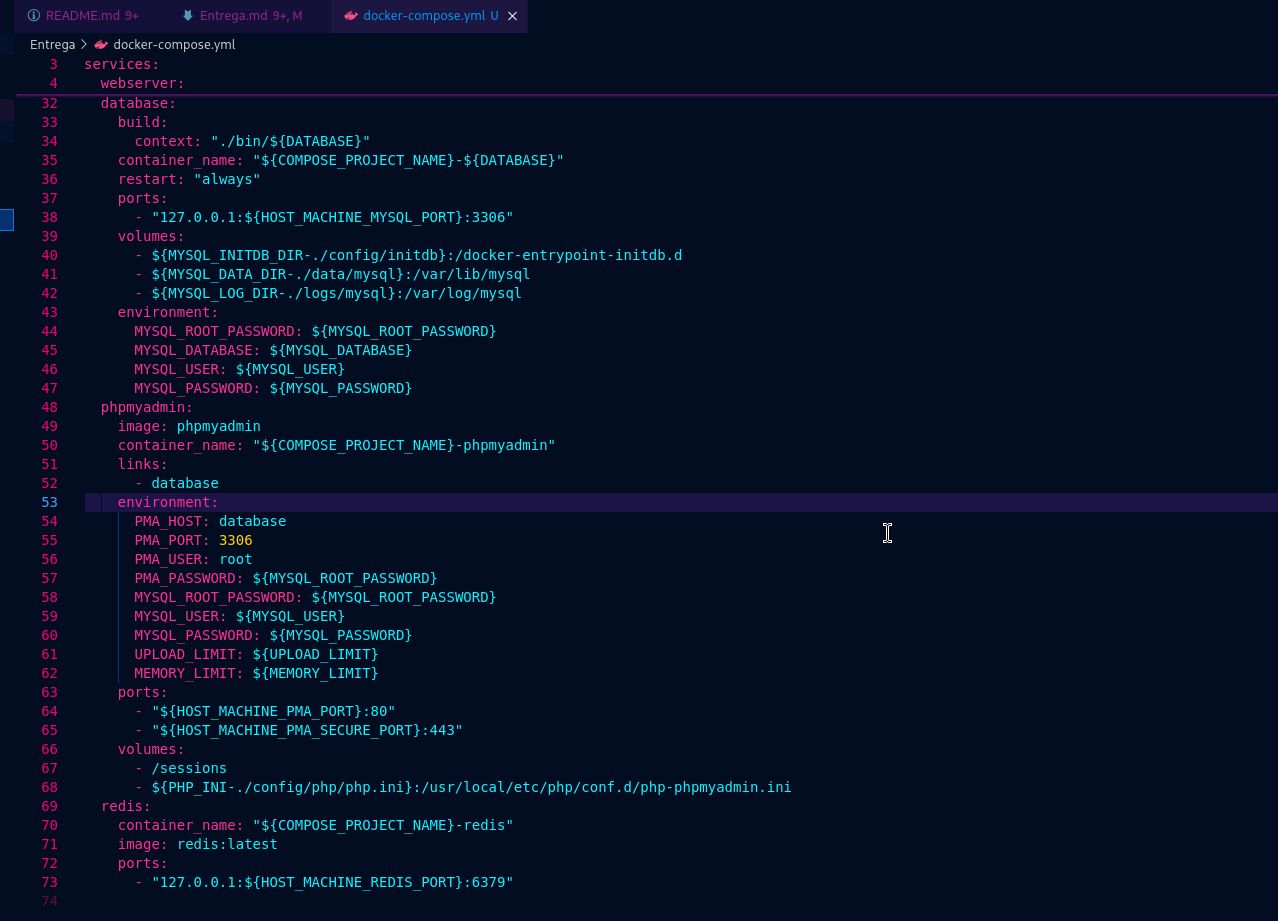 README.md 9+
Entrega.md 9+, M
docker-compose.yml U
Entrega > docker-compose.yml
3 services:
4   webserver:
32   database:
33     build:
34       context: "./bin/${DATABASE}"
35     container_name: "${COMPOSE_PROJECT_NAME}-${DATABASE}"
36     restart: "always"
37     ports:
38       - "127.0.0.1:${HOST_MACHINE_MYSQL_PORT}:3306"
39     volumes:
40       - ${MYSQL_INITDB_DIR-./config/initdb}:/docker-entrypoint-initdb.d
41       - ${MYSQL_DATA_DIR-./data/mysql}:/var/lib/mysql
42       - ${MYSQL_LOG_DIR-./logs/mysql}:/var/log/mysql
43     environment:
44       MYSQL_ROOT_PASSWORD: ${MYSQL_ROOT_PASSWORD}
45       MYSQL_DATABASE: ${MYSQL_DATABASE}
46       MYSQL_USER: ${MYSQL_USER}
47       MYSQL_PASSWORD: ${MYSQL_PASSWORD}
48   phpmyadmin:
49     image: phpmyadmin
50     container_name: "${COMPOSE_PROJECT_NAME}-phpmyadmin"
51     links:
52       - database
53     environment:
54       PMA_HOST: database
55       PMA_PORT: 3306
56       PMA_USER: root
57       PMA_PASSWORD: ${MYSQL_ROOT_PASSWORD}
58       MYSQL_ROOT_PASSWORD: ${MYSQL_ROOT_PASSWORD}
59       MYSQL_USER: ${MYSQL_USER}
60       MYSQL_PASSWORD: ${MYSQL_PASSWORD}
61       UPLOAD_LIMIT: ${UPLOAD_LIMIT}
62       MEMORY_LIMIT: ${MEMORY_LIMIT}
63     ports:
64       - "${HOST_MACHINE_PMA_PORT}:80"
65       - "${HOST_MACHINE_PMA_SECURE_PORT}:443"
66     volumes:
67       - /sessions
68       - ${PHP_INI-./config/php/php.ini}:/usr/local/etc/php/conf.d/php-phpmyadmin.ini
69   redis:
70     container_name: "${COMPOSE_PROJECT_NAME}-redis"
71     image: redis:latest
72     ports:
73       - "127.0.0.1:${HOST_MACHINE_REDIS_PORT}:6379"
74